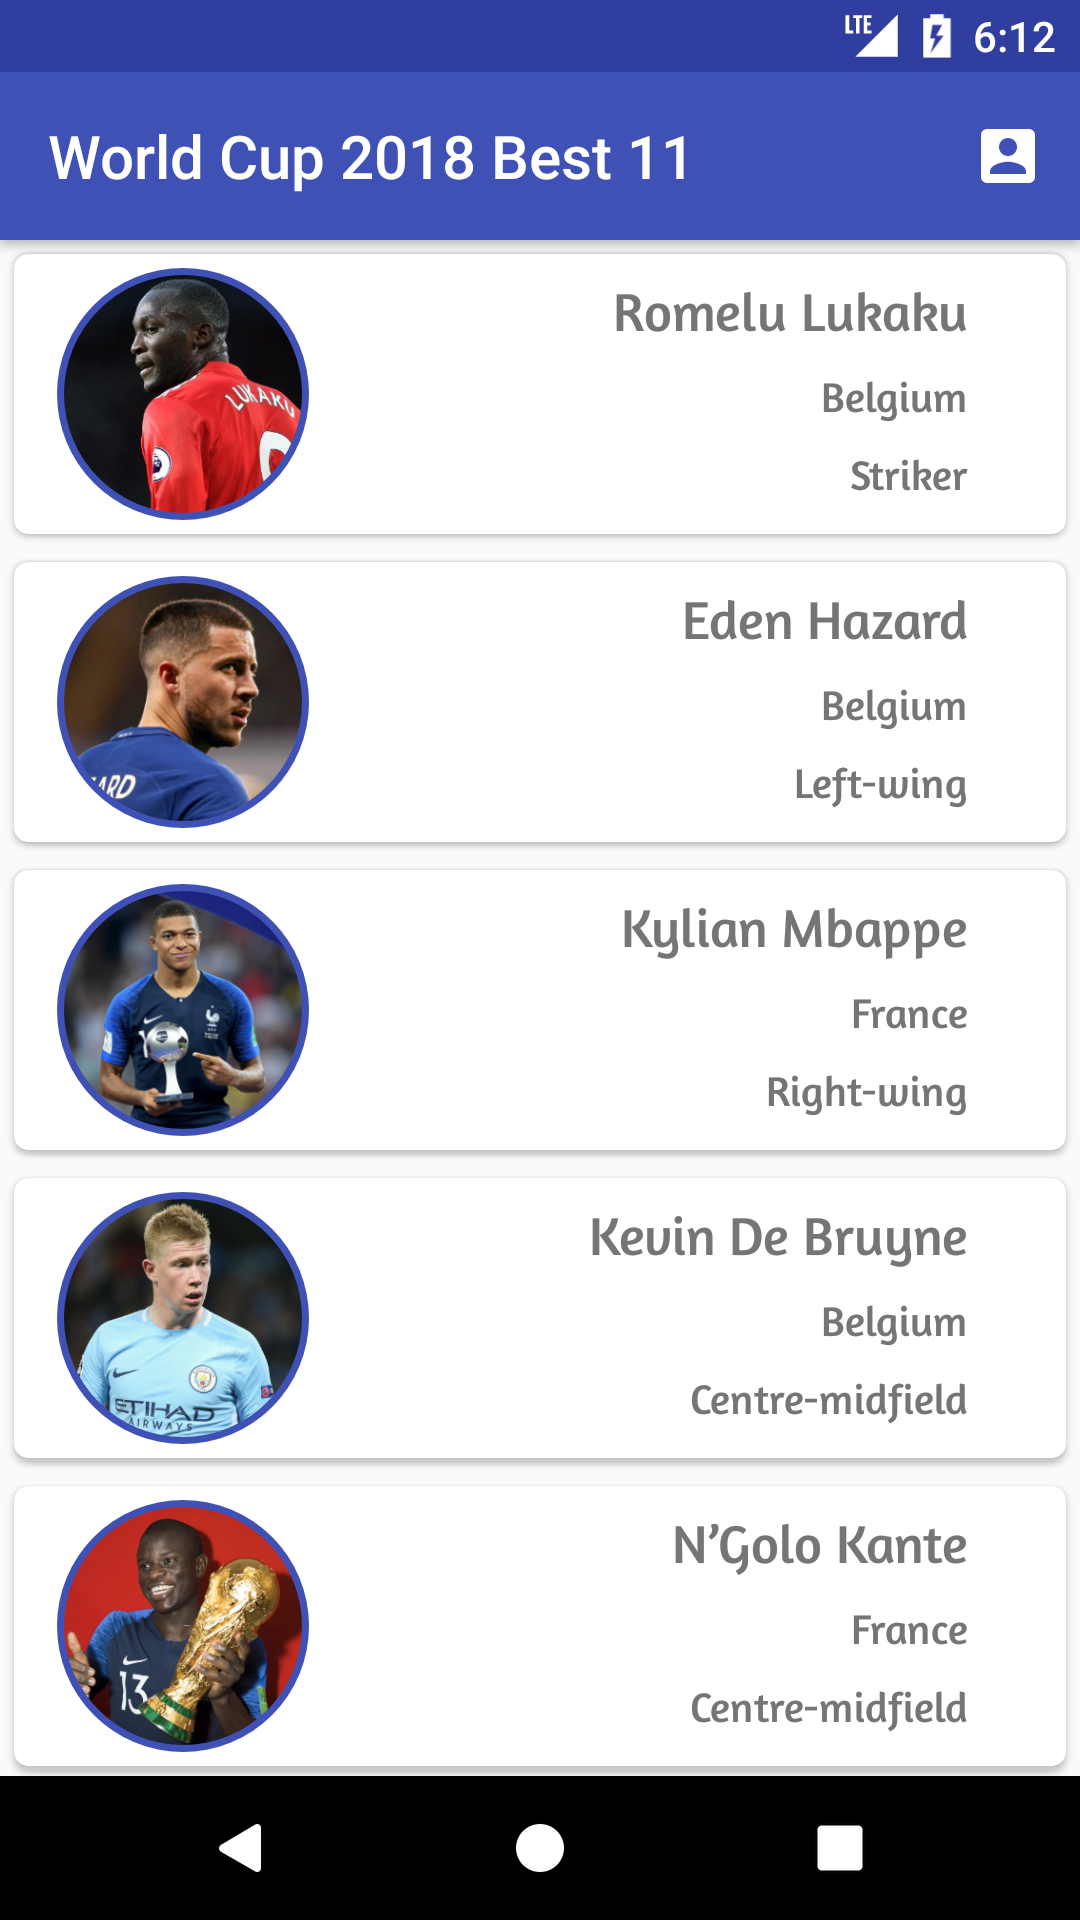 LTE 6:12
World Cup 2018 Best 11
Romelu Lukaku
Belgium
Striker
LUKAKU
Eden Hazard
Belgium
Left-wing
ARD
Kylian Mbappe
France
Right-wing
Kevin De Bruyne
Belgium
Centre-midfield
ETIHAD
AIRWAYS
N’Golo Kante
France
Centre-midfield
13